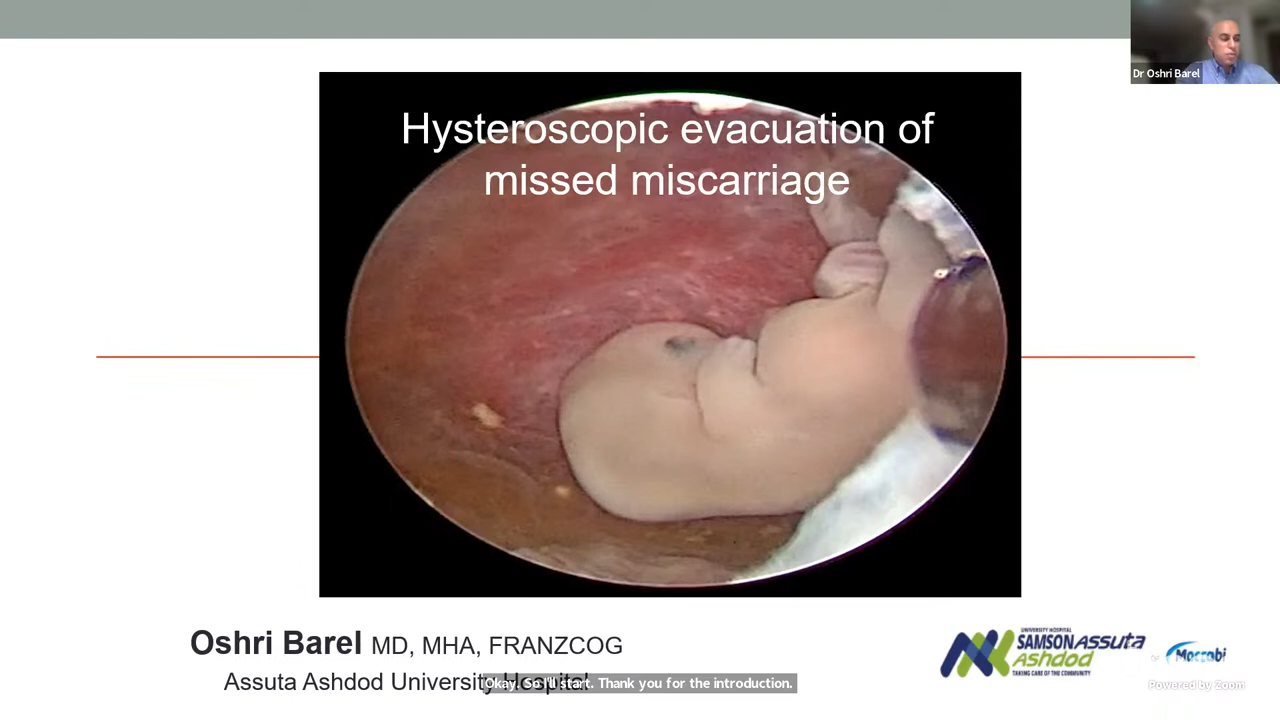 Dr Oshri Barel
Hysteroscopic evacuation of
missed miscarriage
Oshri Barel MD, MHA, FRANZCOG
Assuta Ashdod University Hospital
Okay. So I'll start. Thank you for the introduction.
UNIVERSITY HOSPITAL
SAMSON ASSUTA
Ashdod
TAKING CARE OF THE COMMUNITY
Maccabi
Powered by Zoom